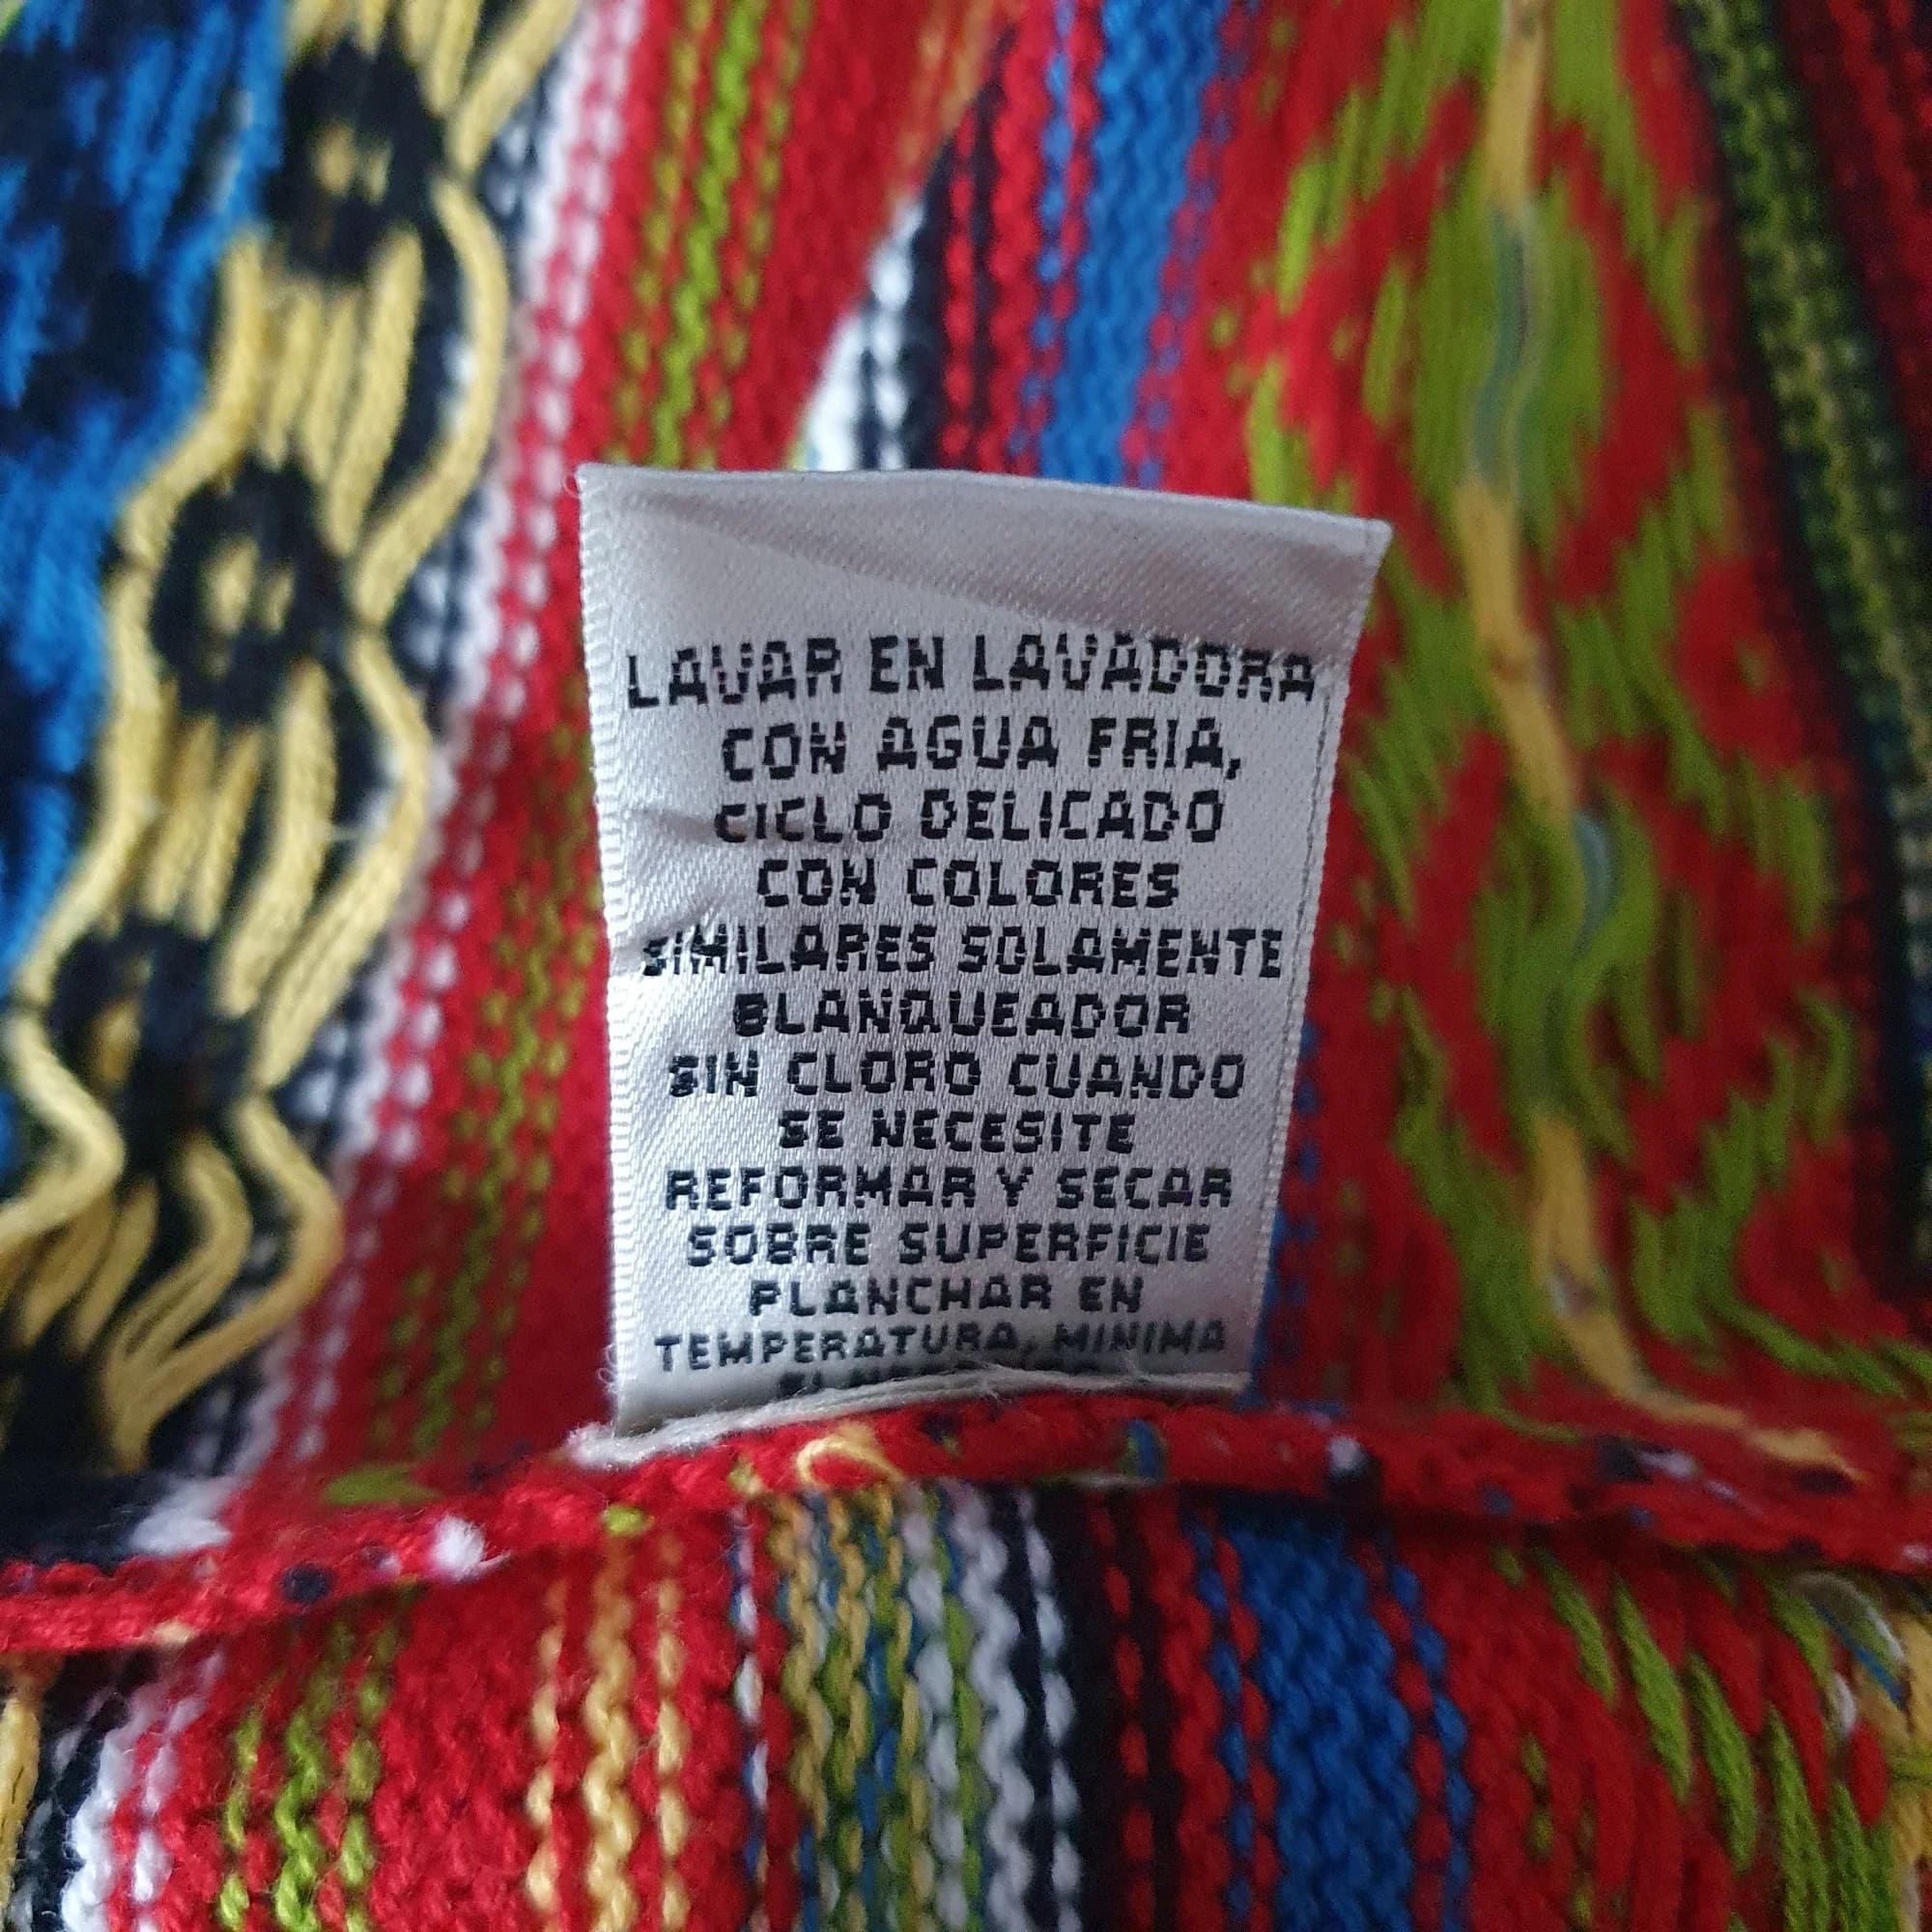 LAVAR EN LAVADORA
CON AGUA FRIA,
CICLO DELICADO
CON COLORES
SIMILARES SOLAMENTE
BLANQUEADOR
SIN CLORO CUANDO
SE NECESITE
REFORMAR Y SECAR
SOBRE SUPERFICIE
PLANCHAR EN
TEMPERATURA, MINIMA